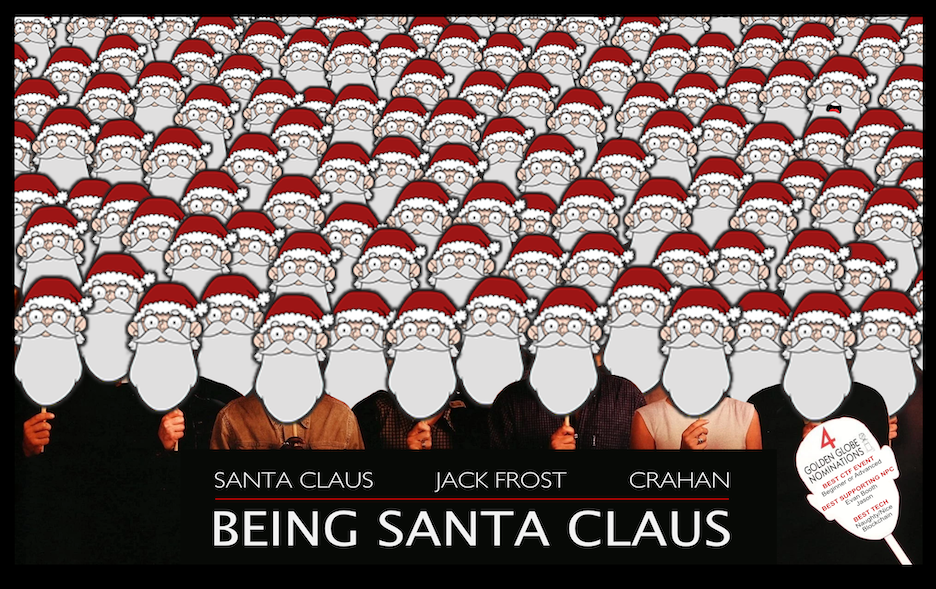 SANTA CLAUS JACK FROST CRAHAN
BEING SANTA CLAUS
4
GOLDEN GLOBE
NOMINATIONS
BEST CTF EVENT
Beginner or Advanced
BEST SUPPORTING NPC
Evan Booth
Jason
BEST TECH
Naughty/Nice
Blockchain